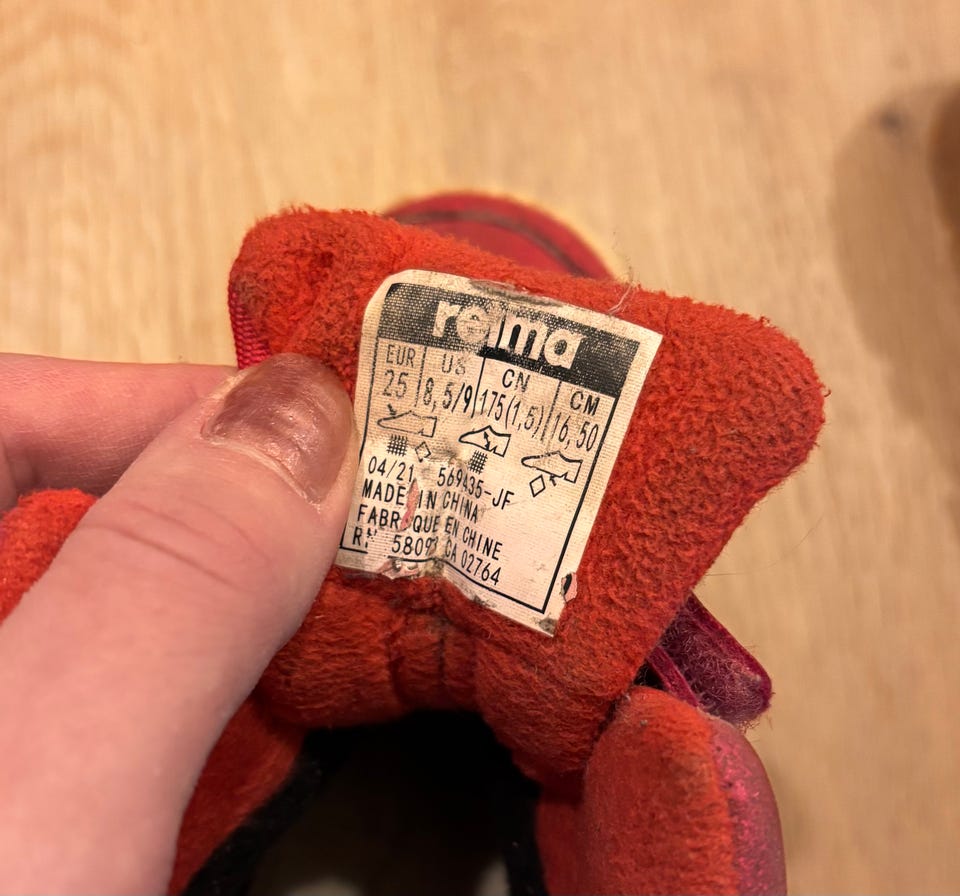 reima
EUR US CN CM
25 8,5/9 175(1,5) 16,50
04/21 569435-JF
MADE IN CHINA
FABRIQUE EN CHINE
CA 02764